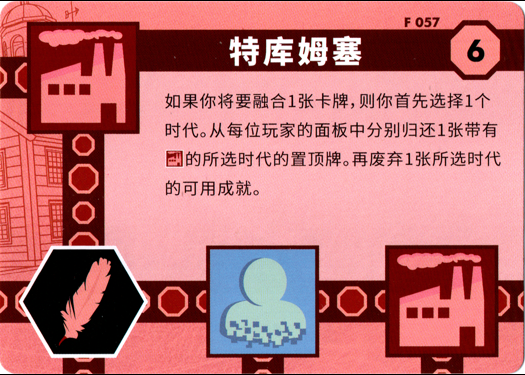 F 057
特库姆塞
6
如果你将要融合1张卡牌,则你首先选择1个
时代。从每位玩家的面板中分别归还1张带有
的所选时代的置顶牌。再废弃1张所选时代
的可用成就。